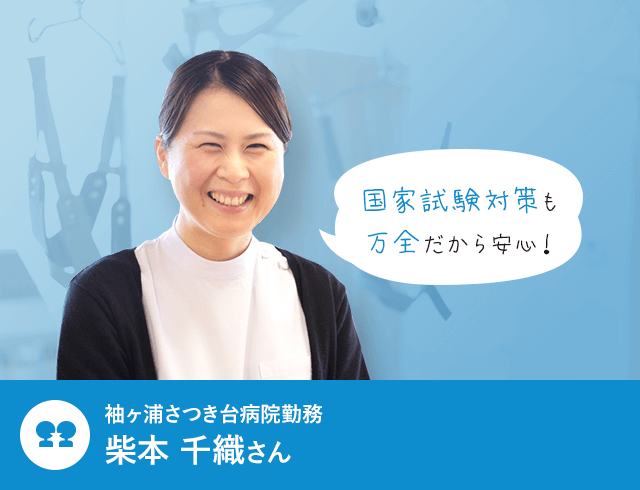 国家試験対策も
万全だから安心!
袖ヶ浦さつき台病院勤務
柴本 千織さん